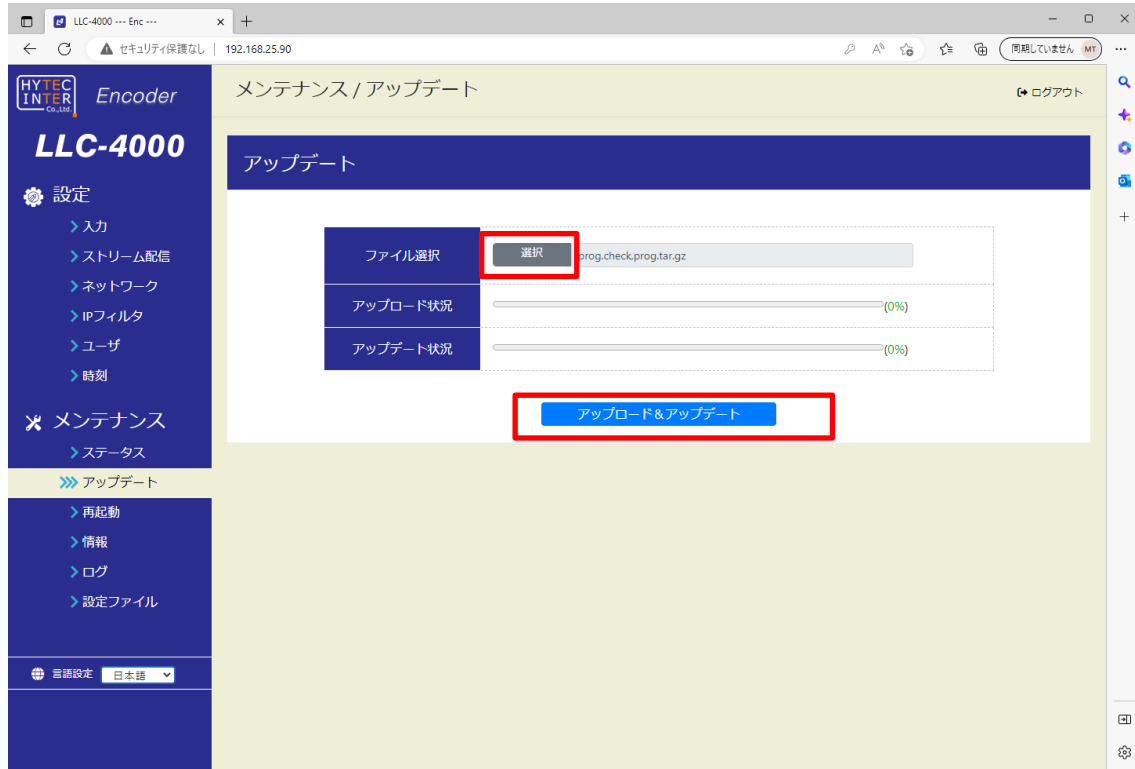 LLC-4000 --- Enc ---
セキュリティ保護なし | 192.168.25.90
同期していません MT
HYTEC INTER Co.,Ltd.
Encoder
メンテナンス / アップデート
ログアウト
LLC-4000
アップデート
設定
入力
ストリーム配信
ネットワーク
IPフィルタ
ユーザ
時刻
ファイル選択 選択 prog.check,prog.tar.gz
アップロード状況 (0%)
アップデート状況 (0%)
アップロード&アップデート
メンテナンス
ステータス
アップデート
再起動
情報
ログ
設定ファイル
言語設定 日本語